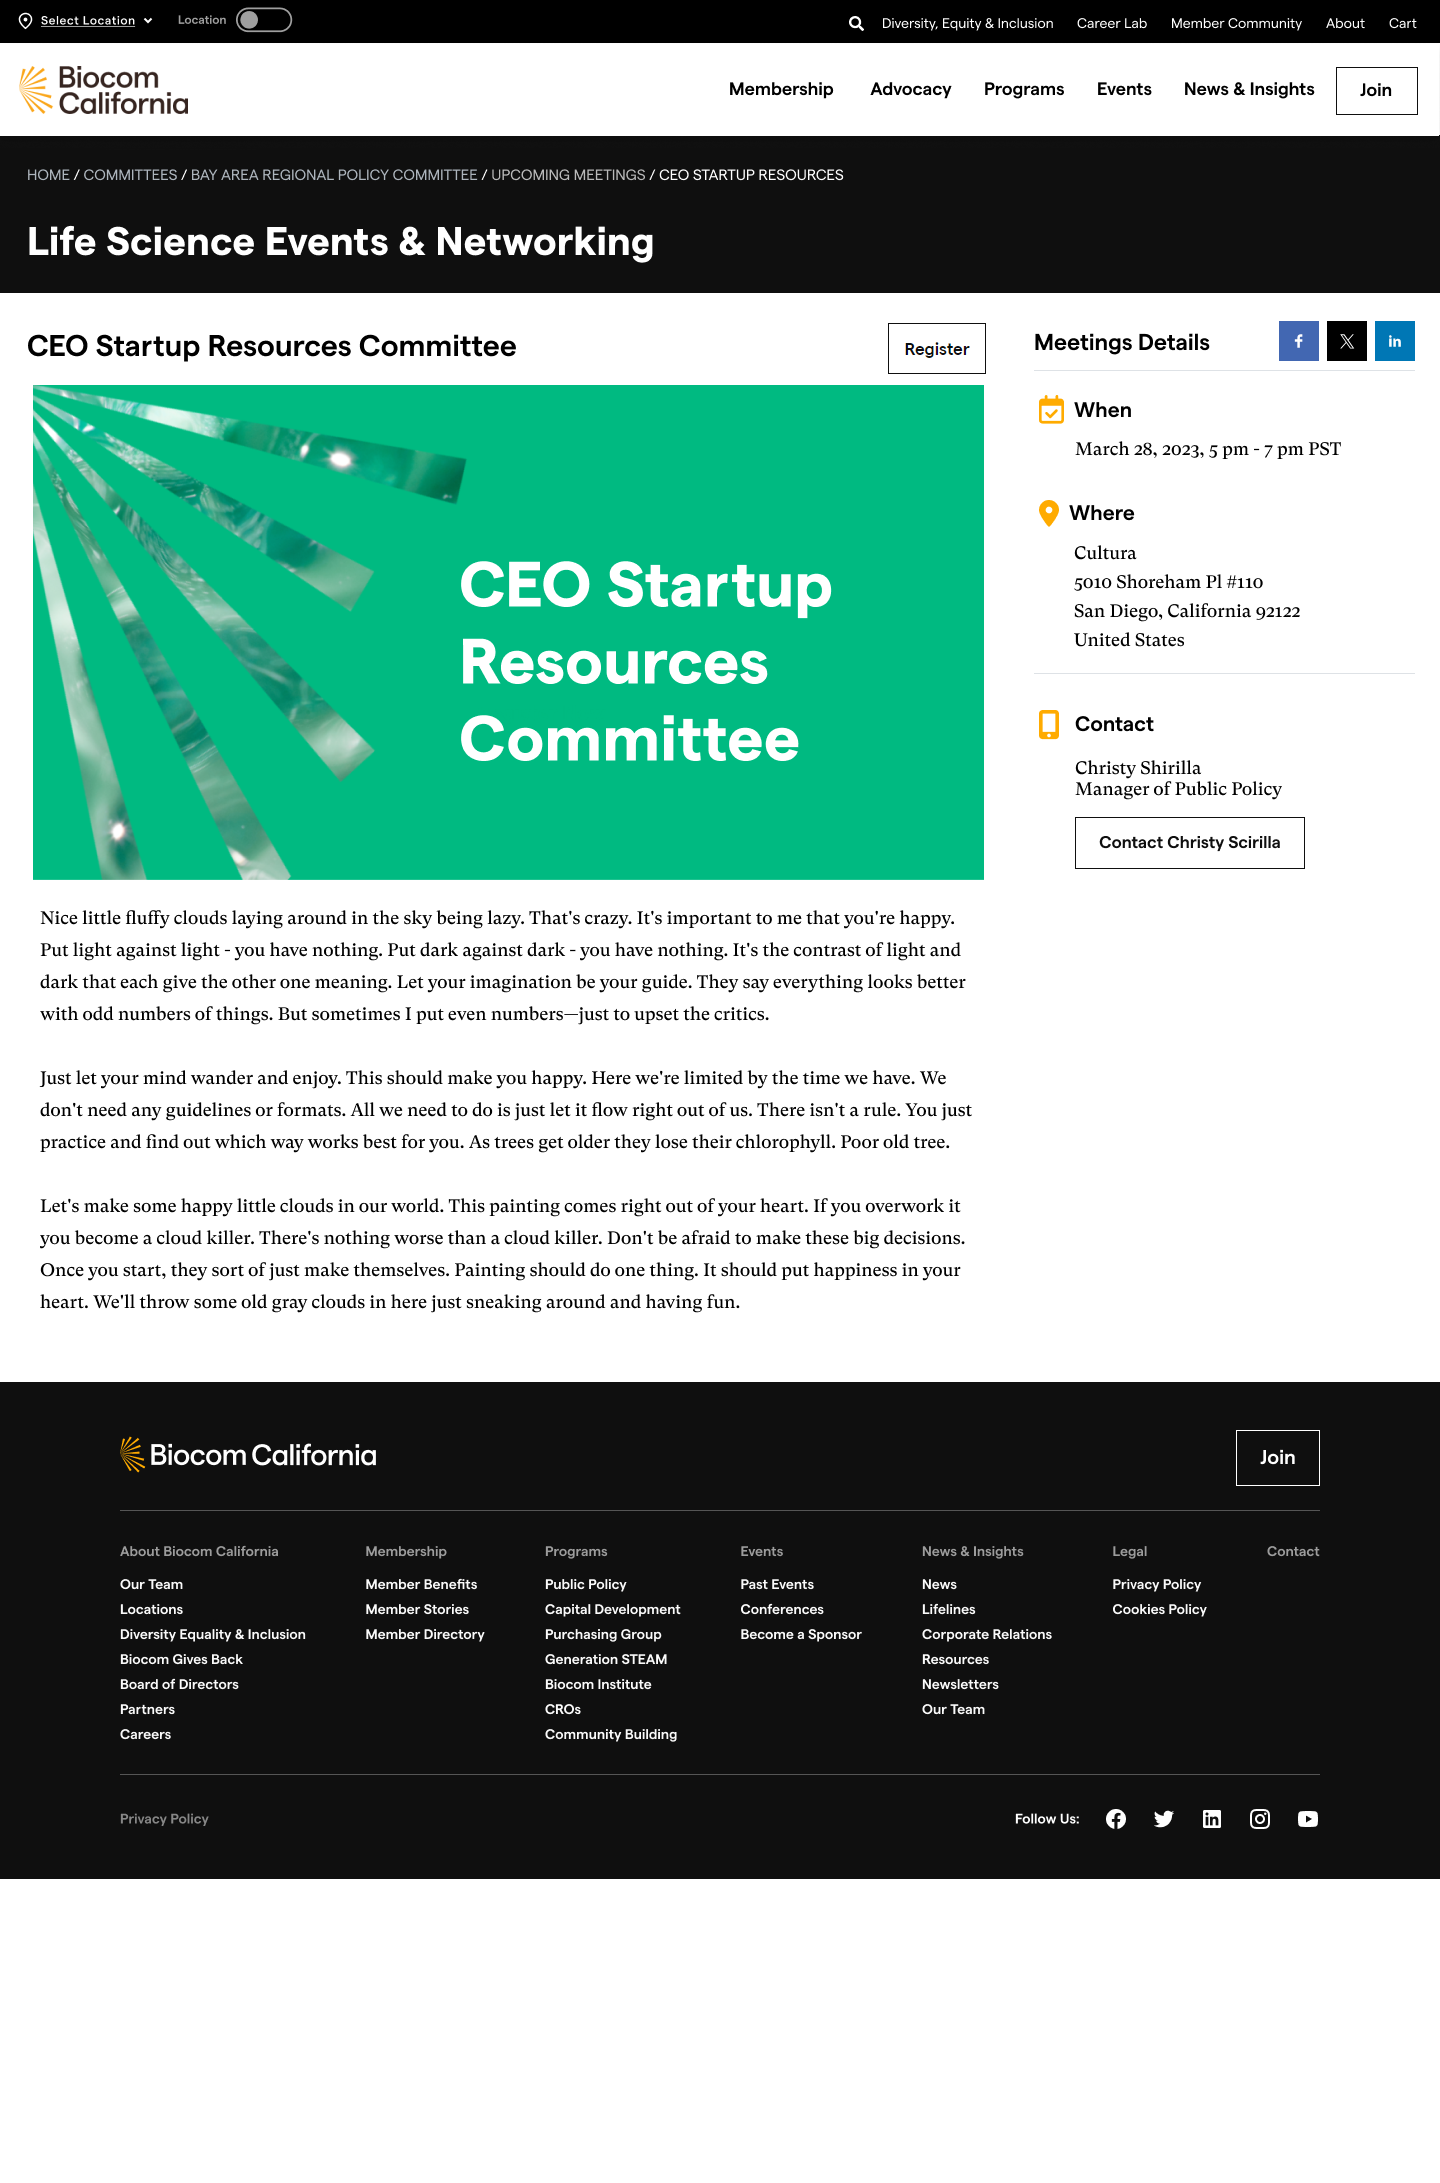 Select Location
Location
Diversity, Equity & Inclusion Career Lab Member Community About Cart
Biocom
California
Membership Advocacy Programs Events News & Insights Join
HOME / COMMITTEES / BAY AREA REGIONAL POLICY COMMITTEE / UPCOMING MEETINGS / CEO STARTUP RESOURCES
Life Science Events & Networking
CEO Startup Resources Committee
Register
CEO Startup
Resources
Committee
Nice little fluffy clouds laying around in the sky being lazy. That's crazy. It's important to me that you're happy.
Put light against light - you have nothing. Put dark against dark - you have nothing. It's the contrast of light and
dark that each give the other one meaning. Let your imagination be your guide. They say everything looks better
with odd numbers of things. But sometimes I put even numbers—just to upset the critics.
Just let your mind wander and enjoy. This should make you happy. Here we're limited by the time we have. We
don't need any guidelines or formats. All we need to do is just let it flow right out of us. There isn't a rule. You just
practice and find out which way works best for you. As trees get older they lose their chlorophyll. Poor old tree.
Let's make some happy little clouds in our world. This painting comes right out of your heart. If you overwork it
you become a cloud killer. There's nothing worse than a cloud killer. Don't be afraid to make these big decisions.
Once you start, they sort of just make themselves. Painting should do one thing. It should put happiness in your
heart. We'll throw some old gray clouds in here just sneaking around and having fun.
Meetings Details
When
March 28, 2023, 5 pm - 7 pm PST
Where
Cultura
5010 Shoreham Pl #110
San Diego, California 92122
United States
Contact
Christy Shirilla
Manager of Public Policy
Contact Christy Scirilla
Biocom California
Join
About Biocom California
Our Team
Locations
Diversity Equality & Inclusion
Biocom Gives Back
Board of Directors
Partners
Careers
Membership
Member Benefits
Member Stories
Member Directory
Programs
Public Policy
Capital Development
Purchasing Group
Generation STEAM
Biocom Institute
CROs
Community Building
Events
Past Events
Conferences
Become a Sponsor
News & Insights
News
Lifelines
Corporate Relations
Resources
Newsletters
Our Team
Legal
Privacy Policy
Cookies Policy
Contact
Privacy Policy
Follow Us: